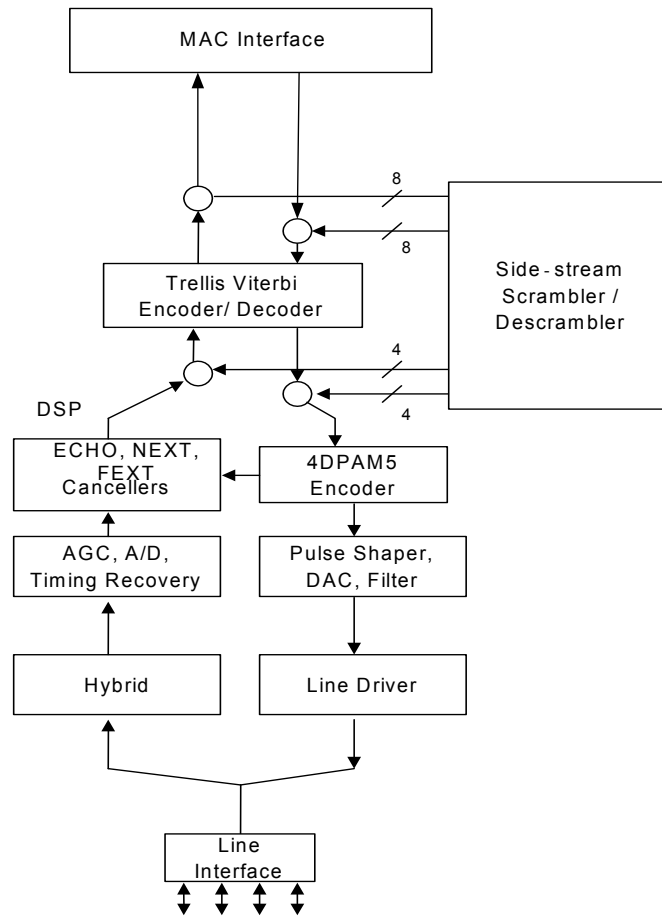 MAC Interface
8
8
Side-stream
Scrambler /
Descrambler
Trellis Viterbi
Encoder/ Decoder
4
4
DSP
ECHO, NEXT,
FEXT
Cancellers
4DPAM5
Encoder
AGC, A/D,
Timing Recovery
Pulse Shaper,
DAC, Filter
Hybrid
Line Driver
Line
Interface